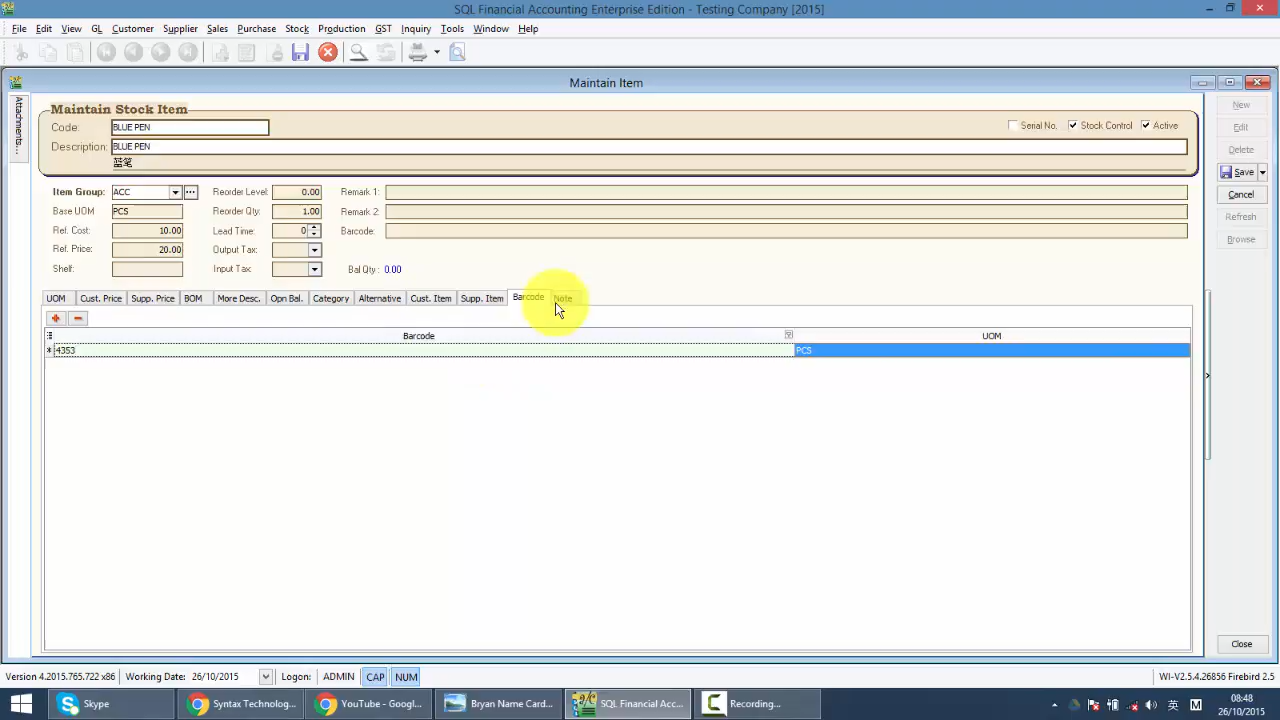 SQL Financial Accounting Enterprise Edition - Testing Company [2015]
File Edit View GL Customer Supplier Sales Purchase Stock Production GST Inquiry Tools Window Help
Maintain Item
Attachments...
Maintain Stock Item
Code: BLUE PEN
Serial No. Stock Control Active
Description: BLUE PEN
蓝笔
Item Group: ACC Reorder Level: 0.00 Remark 1:
Base UOM PCS Reorder Qty: 1.00 Remark 2:
Ref. Cost: 10.00 Lead Time: 0 Barcode:
Ref. Price: 20.00 Output Tax:
Shelf: Input Tax: Bal Qty : 0.00
New
Edit
Delete
Save
Cancel
Refresh
Browse
UOM Cust. Price Supp. Price BOM More Desc. Opn Bal. Category Alternative Cust. Item Supp. Item Barcode Note
Barcode UOM
* 4353 PCS
Close
Version 4.2015.765.722 x86 Working Date: 26/10/2015 Logon: ADMIN CAP NUM WI-V2.5.4.26856 Firebird 2.5
Skype Syntax Technolog... YouTube - Googl... Bryan Name Card... SQL Financial Acc... Recording...
M 08:48
26/10/2015